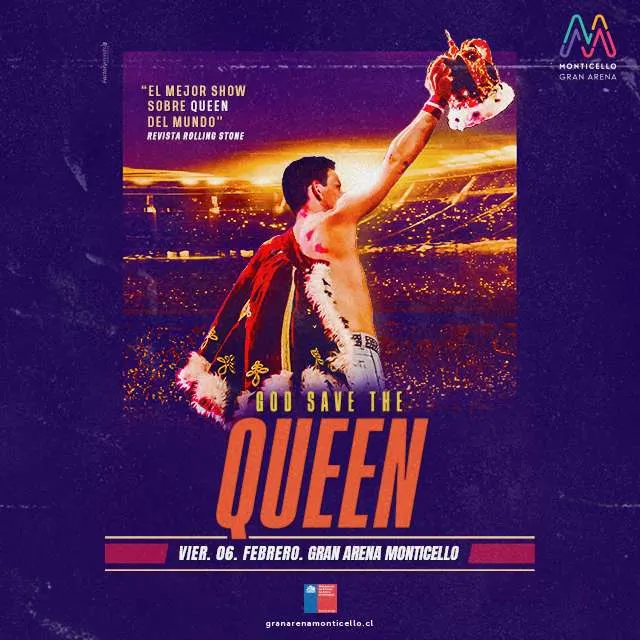 MONTICELLO
GRAN ARENA
"EL MEJOR SHOW
SOBRE QUEEN
DEL MUNDO"
REVISTA ROLLING STONE
GOD SAVE THE
QUEEN
VIER. 06. FEBRERO. GRAN ARENA MONTICELLO
granarenamonticello.cl